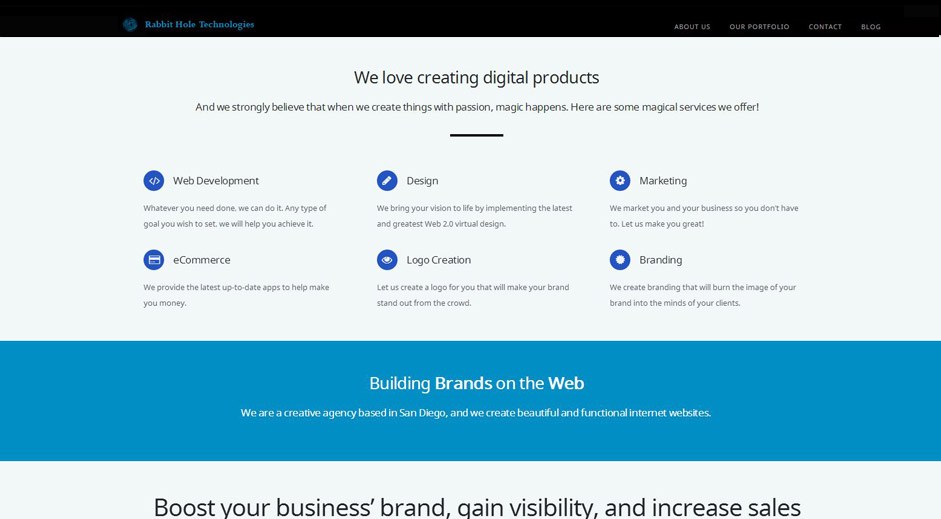 Rabbit Hole Technologies
ABOUT US
OUR PORTFOLIO
CONTACT
BLOG
We love creating digital products
And we strongly believe that when we create things with passion, magic happens. Here are some magical services we offer!
Web Development
Whatever you need done, we can do it. Any type of
goal you wish to set, we will help you achieve it.
Design
We bring your vision to life by implementing the latest
and greatest Web 2.0 virtual design.
Marketing
We market you and your business so you don't have
to. Let us make you great!
eCommerce
We provide the latest up-to-date apps to help make
you money.
Logo Creation
Let us create a logo for you that will make your brand
stand out from the crowd.
Branding
We create branding that will burn the image of your
brand into the minds of your clients.
Building Brands on the Web
We are a creative agency based in San Diego, and we create beautiful and functional internet websites.
Boost your business’ brand, gain visibility, and increase sales